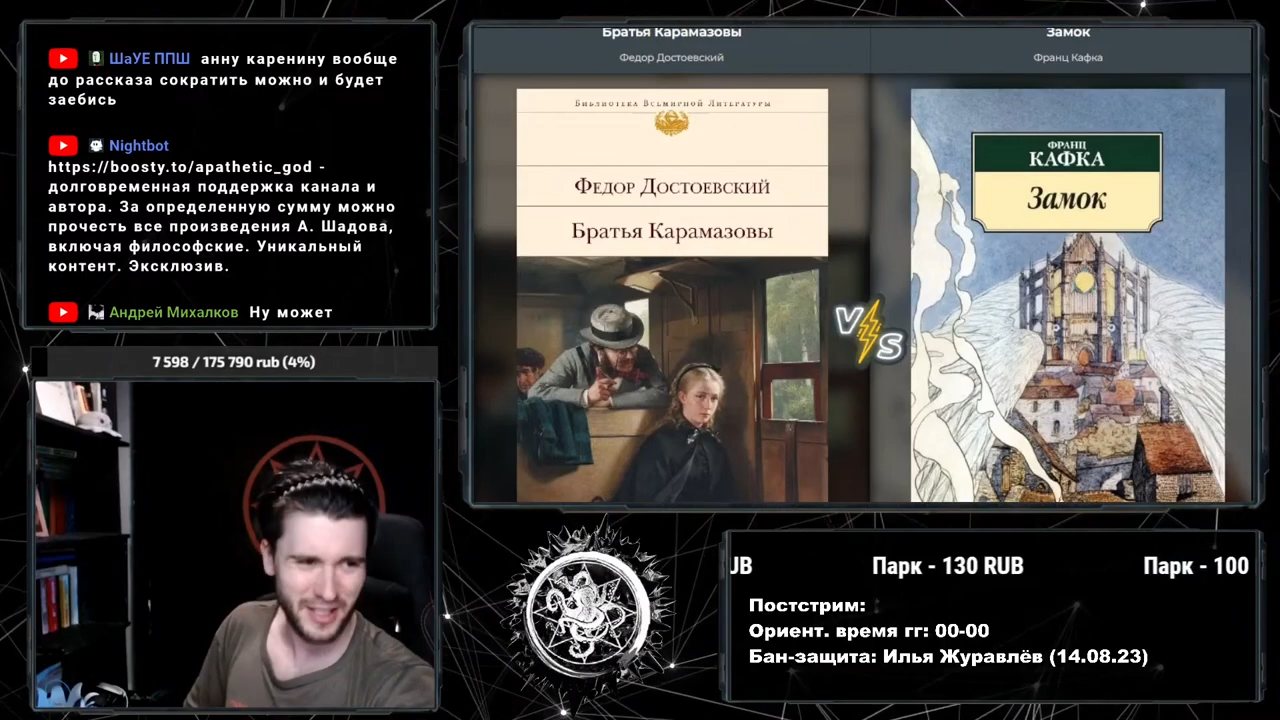 ШаУЕ ППШ анну каренину вообще
до рассказа сократить можно и будет
заебись
Nightbot
https://boosty.to/apathetic_god -
долговременная поддержка канала и
автора. За определенную сумму можно
прочесть все произведения А. Шадова,
включая философские. Уникальный
контент. Эксклюзив.
Андрей Михалков Ну может
7 598 / 175 790 rub (4%)
Братья Карамазовы
Федор Достоевский
Замок
Франц Кафка
Библиотека Всемирной Литературы
Федор Достоевский
Братья Карамазовы
VS
ФРАНЦ
КАФКА
Замок
UB Парк - 130 RUB Парк - 100
Постстрим:
Ориент. время гг: 00-00
Бан-защита: Илья Журавлёв (14.08.23)